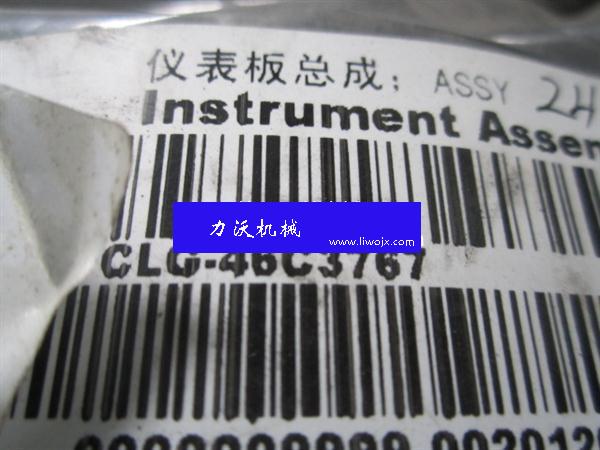 仪表板总成: ASSY 2H
Instrument Assem
力沃机械
www.liwojx.com
CLG-46C3767